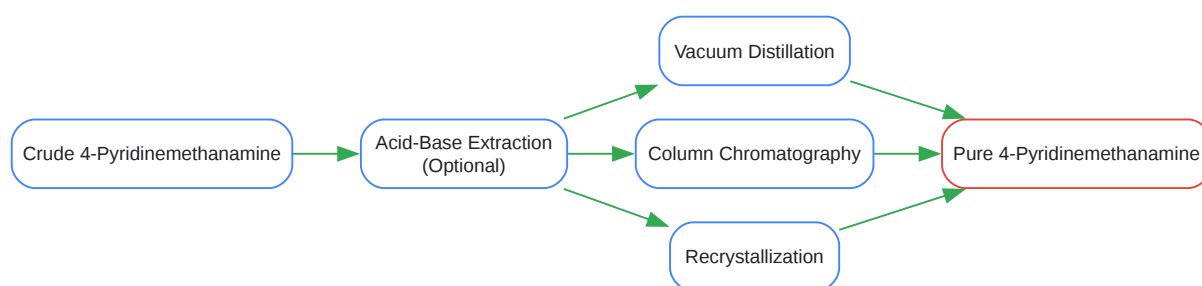 Crude 4-Pyridinemethanamine
Acid-Base Extraction
(Optional)
Vacuum Distillation
Column Chromatography
Recrystallization
Pure 4-Pyridinemethanamine